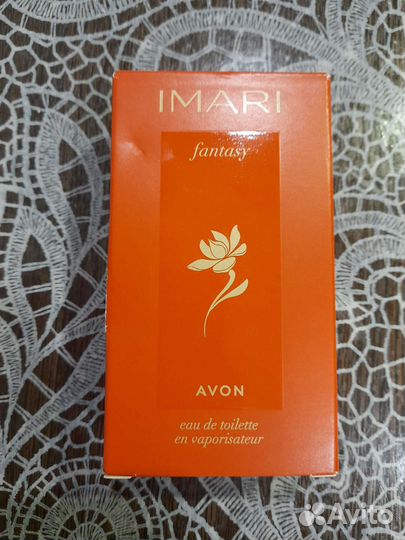 IMARI
fantasy
AVON
eau de toilette
en vaporisateur
Avito